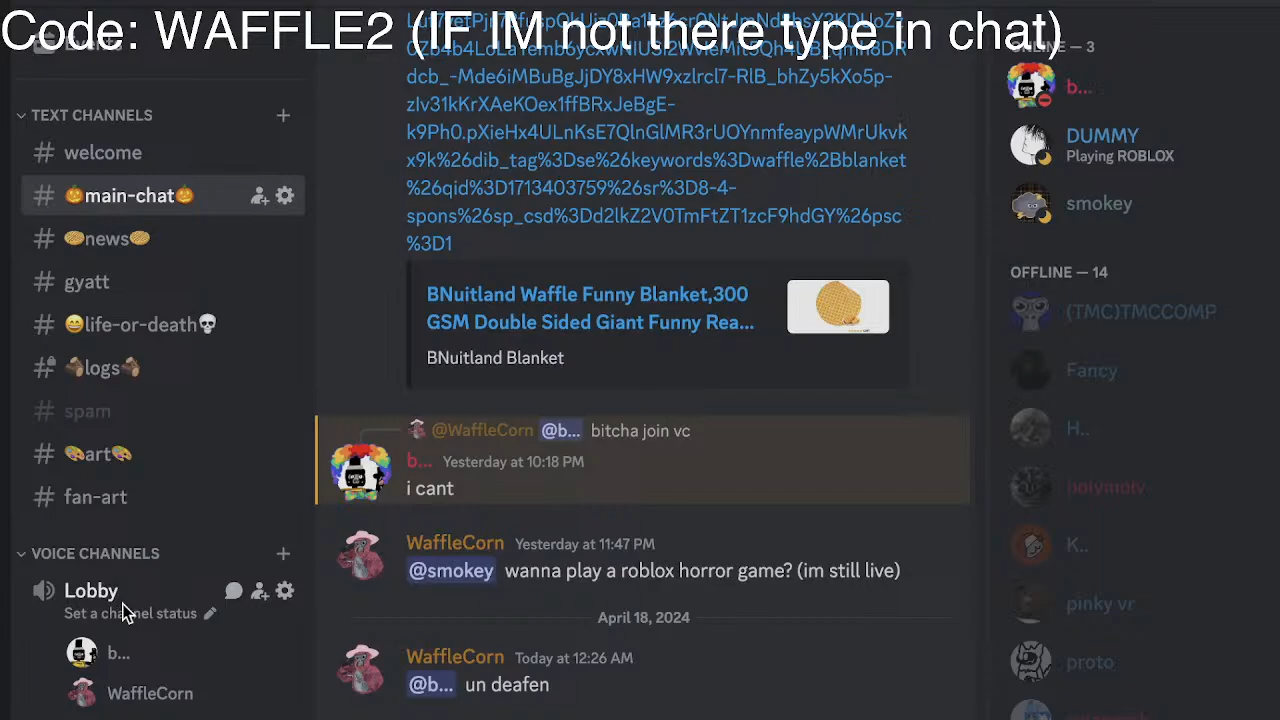 Code: WAFFLE2 (IF IM not there type in chat)
Events
TEXT CHANNELS
welcome
🎃main-chat🎃
🧇news🧇
gyatt
😄life-or-death💀
🪵logs🪵
spam
🎨art🎨
fan-art
VOICE CHANNELS
Lobby
Set a channel status
b...
WaffleCorn
dcb_-Mde6iMBuBgJjDY8xHW9xzlrcl7-RlB_bhZy5kXo5p-
zlv31kKrXAeKOex1ffBRxJeBgE-
k9Ph0.pXieHx4ULnKsE7QlnGlMR3rUOYnmfeaypWMrUkvk
x9k%26dib_tag%3Dse%26keywords%3Dwaffle%2Bblanket
%26qid%3D1713403759%26sr%3D8-4-
spons%26sp_csd%3Dd2lkZ2V0TmFtZT1zcF9hdGY%26psc
%3D1
BNuitland Waffle Funny Blanket,300
GSM Double Sided Giant Funny Rea...
BNuitland Blanket
@WaffleCorn @b... bitcha join vc
b... Yesterday at 10:18 PM
i cant
WaffleCorn Yesterday at 11:47 PM
@smokey wanna play a roblox horror game? (im still live)
April 18, 2024
WaffleCorn Today at 12:26 AM
@b... un deafen
ONLINE — 3
b...
DUMMY
Playing ROBLOX
smokey
OFFLINE — 14
(TMC)TMCCOMP
Fancy
H..
polymoty
K..
pinky vr
proto